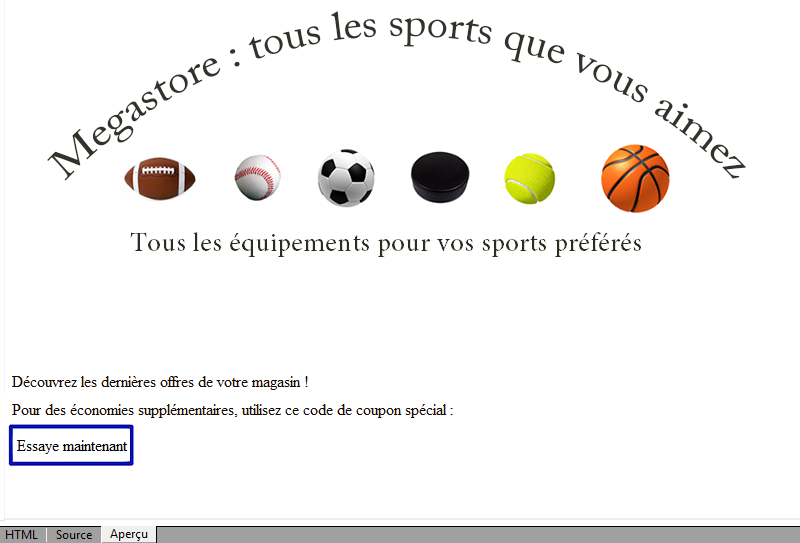 Megastore : tous les sports que vous aimez
Tous les équipements pour vos sports préférés
Découvrez les dernières offres de votre magasin !
Pour des économies supplémentaires, utilisez ce code de coupon spécial :
Essaye maintenant
HTML Source Aperçu